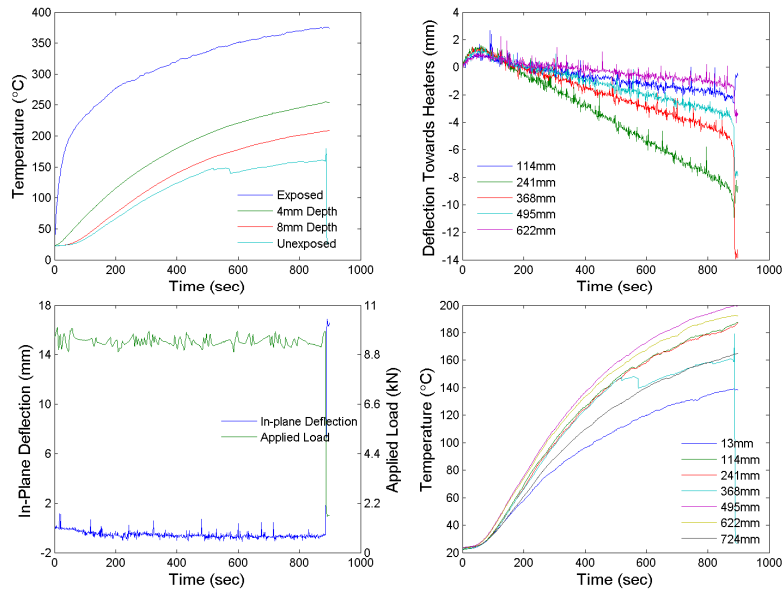 400
350
300
250
200
150
100
50
0
0 200 400 600 800 1000
Temperature (°C)
Time (sec)
Exposed
4mm Depth
8mm Depth
Unexposed
4
2
0
-2
-4
-6
-8
-10
-12
-14
0 200 400 600 800 1000
Deflection Towards Heaters (mm)
Time (sec)
114mm
241mm
368mm
495mm
622mm
18
14
10
6
2
-2
0 200 400 600 800 1000
In-Plane Deflection (mm)
11
8.8
6.6
4.4
2.2
0
Applied Load (kN)
Time (sec)
In-plane Deflection
Applied Load
200
180
160
140
120
100
80
60
40
20
0 200 400 600 800 1000
Temperature (°C)
Time (sec)
13mm
114mm
241mm
368mm
495mm
622mm
724mm